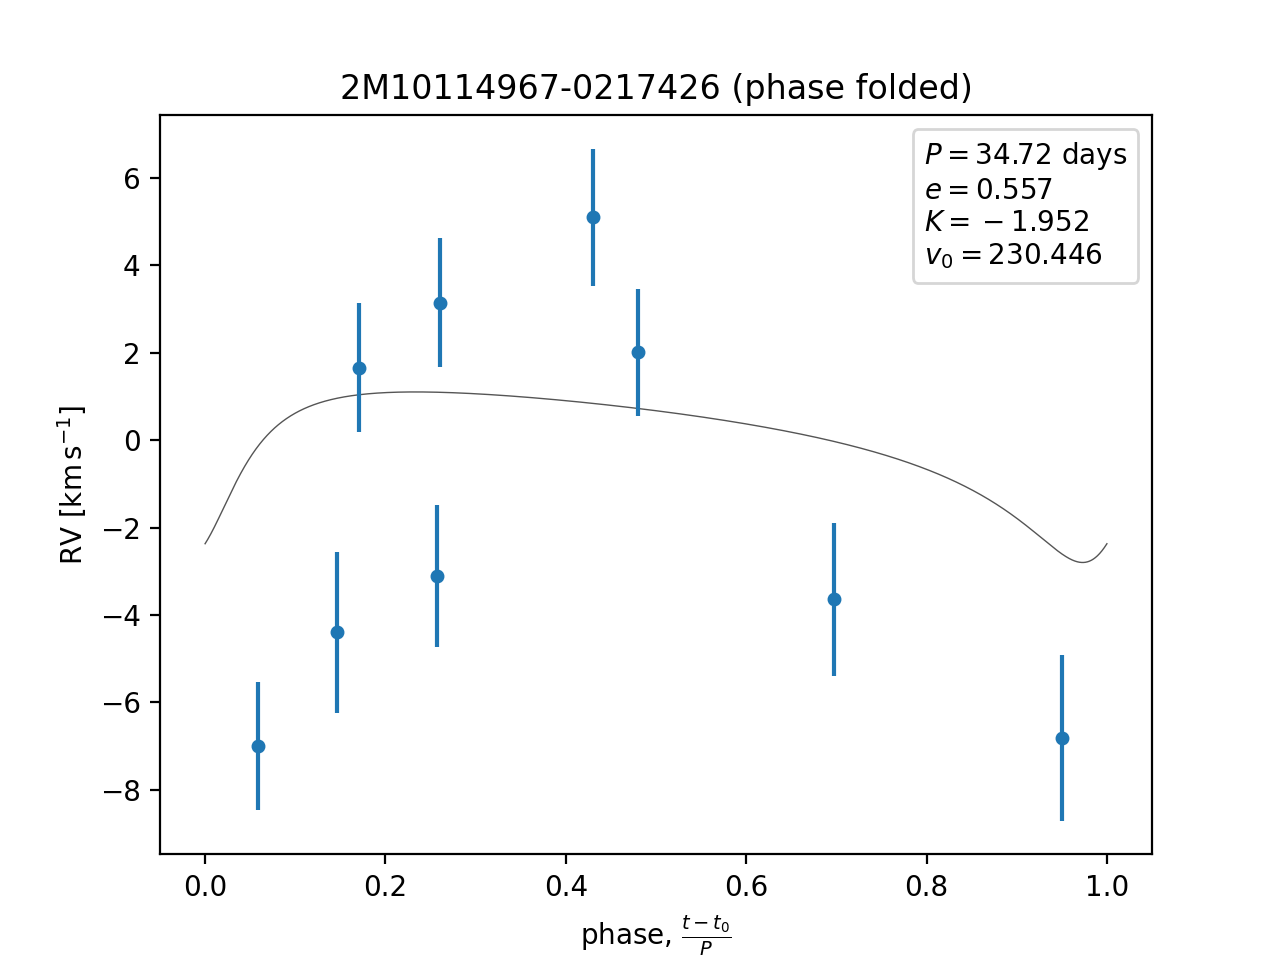 2M10114967-0217426 (phase folded)
P = 34.72 days
e = 0.557
K = −1.952
v₀ = 230.446
6
4
2
0
−2
−4
−6
−8
RV [km s⁻¹]
0.0 0.2 0.4 0.6 0.8 1.0
phase, (t − t₀)/P